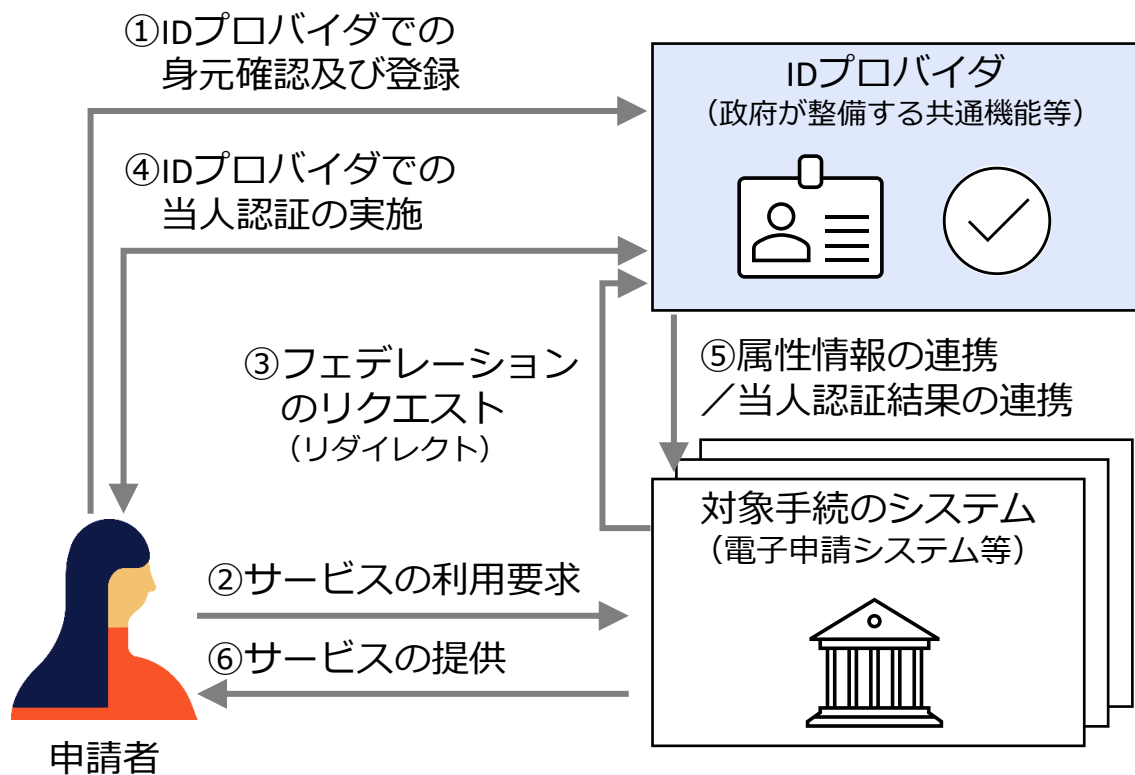 ①IDプロバイダでの
身元確認及び登録
IDプロバイダ
（政府が整備する共通機能等）
④IDプロバイダでの
当人認証の実施
③フェデレーション
のリクエスト
（リダイレクト）
⑤属性情報の連携
／当人認証結果の連携
対象手続のシステム
（電子申請システム等）
②サービスの利用要求
⑥サービスの提供
申請者